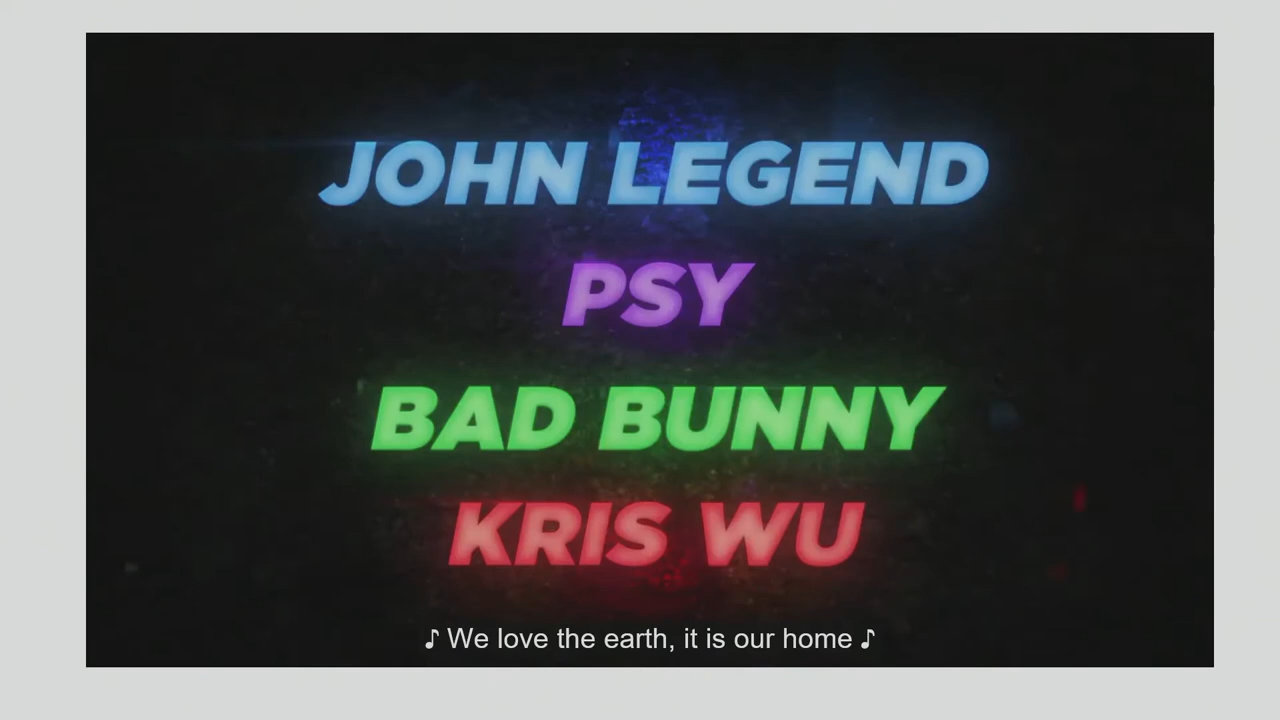 JOHN LEGEND
PSY
BAD BUNNY
KRIS WU
♪ We love the earth, it is our home ♪